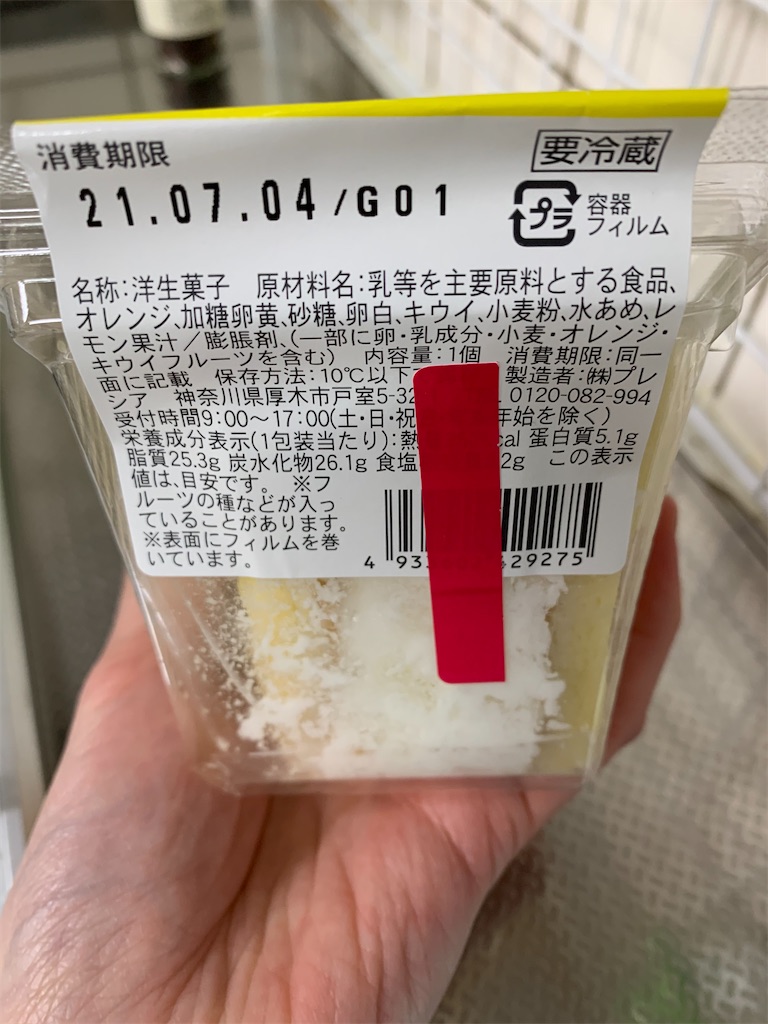 消費期限
要冷蔵
21.07.04/G01
プラ
容器
フィルム
名称:洋生菓子 原材料名:乳等を主要原料とする食品、
オレンジ、加糖卵黄、砂糖、卵白、キウイ、小麦粉、水あめ、レ
モン果汁/膨脹剤、(一部に卵・乳成分・小麦・オレンジ・
キウイフルーツを含む) 内容量:1個 消費期限:同一
面に記載 保存方法:10℃以下 製造者:㈱プレ
シア 神奈川県厚木市戸室5-32 0120-082-994
受付時間9:00~17:00(土・日・祝 年始を除く)
栄養成分表示(1包装当たり):熱 cal 蛋白質5.1g
脂質25.3g 炭水化物26.1g 食塩 2g この表示
値は、目安です。 ※フ
ルーツの種などが入っ
ていることがあります。
※表面にフィルムを巻
いています。
4 93 29275